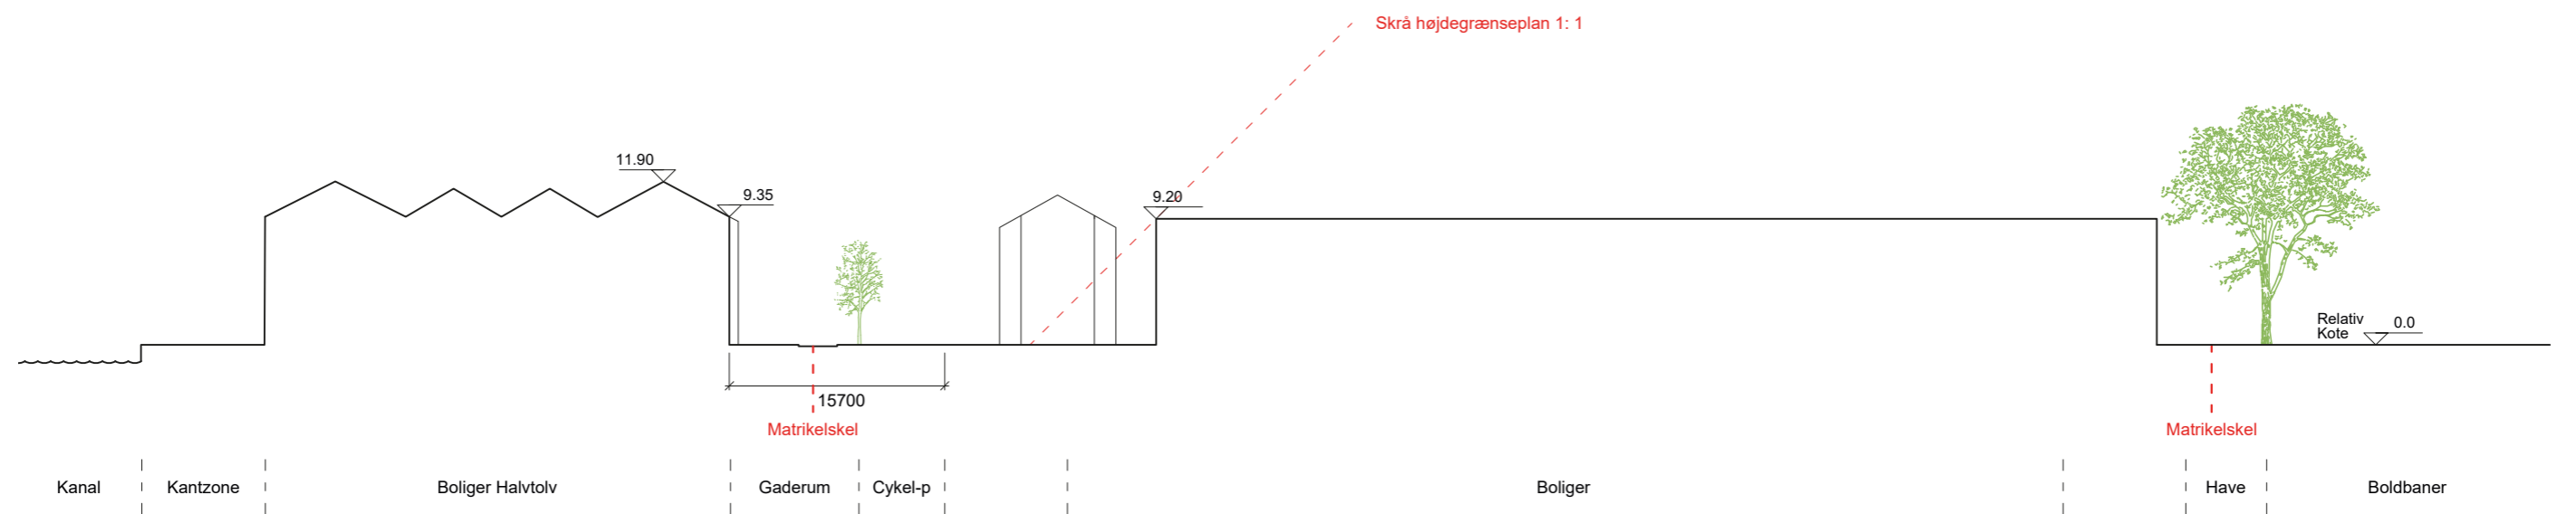 Skrå højdegrænseplan 1: 1
11.90
9.35
9.20
Relativ
Kote
0.0
15700
Matrikelskel
Matrikelskel
Kanal
Kantzone
Boliger Halvtolv
Gaderum
Cykel-p
Boliger
Have
Boldbaner